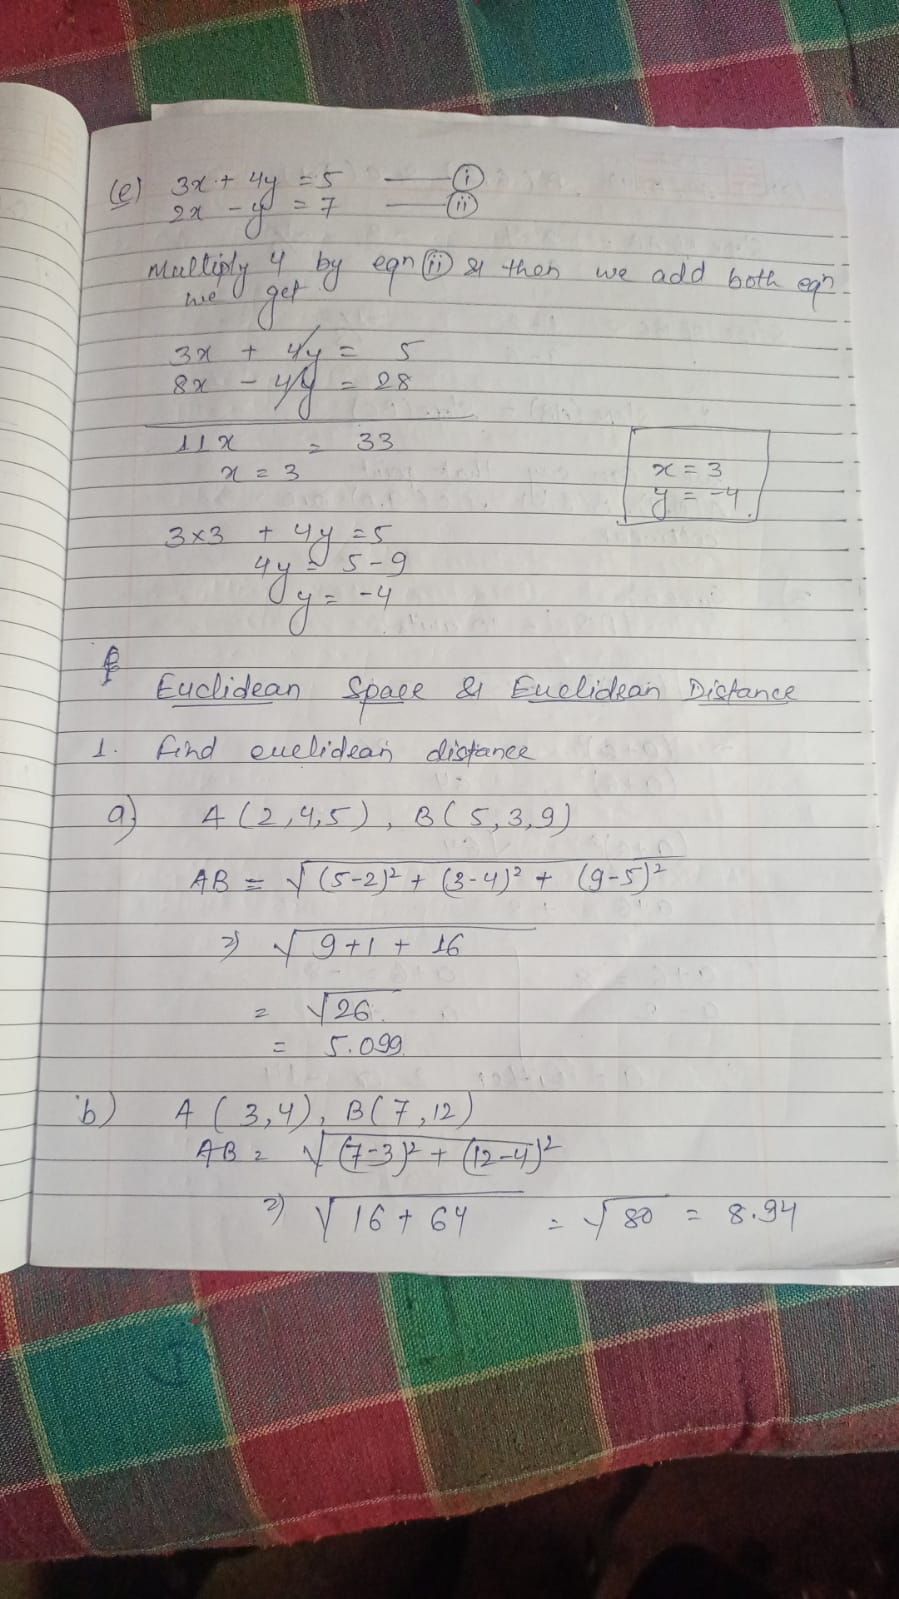 (e) 3x + 4y = 5 —— (i)
2x - y = 7 —— (ii)
Multiply 4 by eqn (ii) & then we add both eqn
we get
3x + 4y = 5
8x - 4y = 28
11x = 33
x = 3
x = 3
y = -4
3×3 + 4y = 5
4y = 5-9
y = -4
Euclidean Space & Euclidean Distance
1. Find euclidean distance
a) A(2,4,5), B(5,3,9)
AB = √(5-2)² + (3-4)² + (9-5)²
⇒ √9+1+16
= √26
= 5.099
b) A(3,4), B(7,12)
AB = √(7-3)² + (12-4)²
⇒ √16+64 = √80 = 8.94